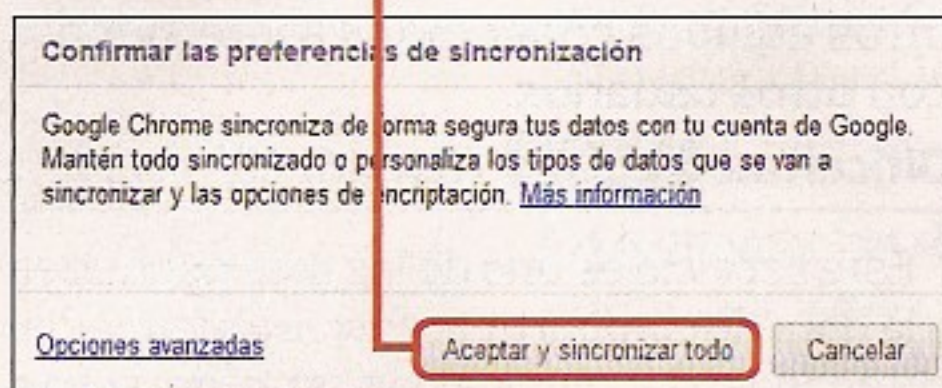 Confirmar las preferencias de sincronización
Google Chrome sincroniza de forma segura tus datos con tu cuenta de Google.
Mantén todo sincronizado o personaliza los tipos de datos que se van a
sincronizar y las opciones de encriptación. Más información
Opciones avanzadas
Aceptar y sincronizar todo
Cancelar